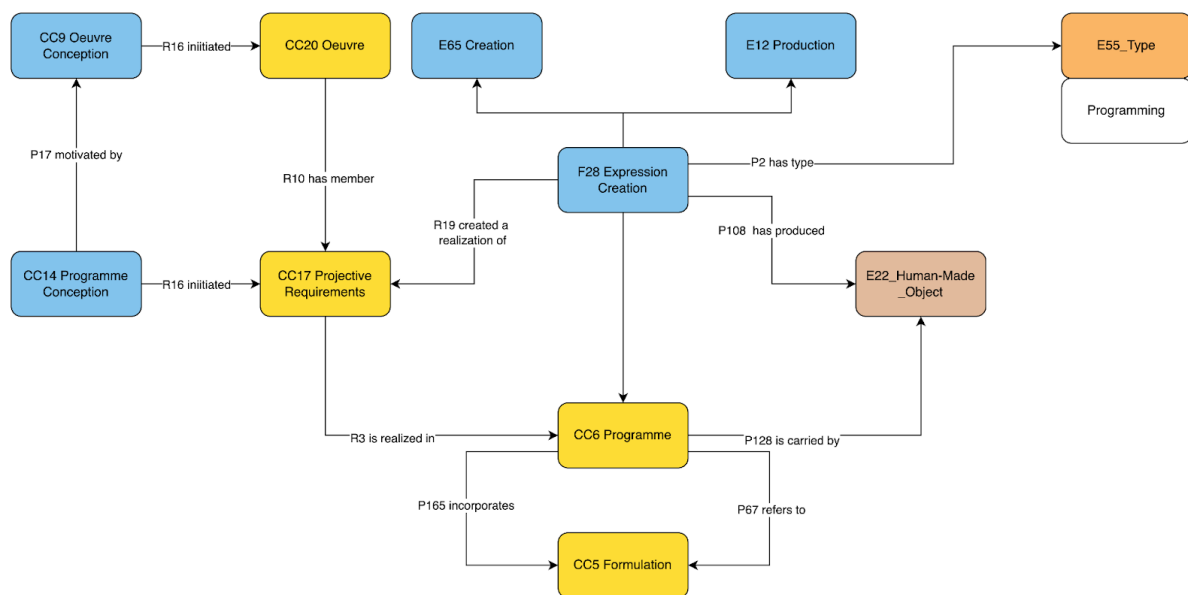 CC9 Oeuvre
Conception
R16 iniitiated
CC20 Oeuvre
E65 Creation
E12 Production
E55_Type
Programming
P17 motivated by
R10 has member
F28 Expression
Creation
P2 has type
R19 created a
realization of
P108  has produced
CC14 Programme
Conception
R16 iniitiated
CC17 Projective
Requirements
E22_Human-Made
_Object
R3 is realized in
CC6 Programme
P128 is carried by
P165 incorporates
P67 refers to
CC5 Formulation